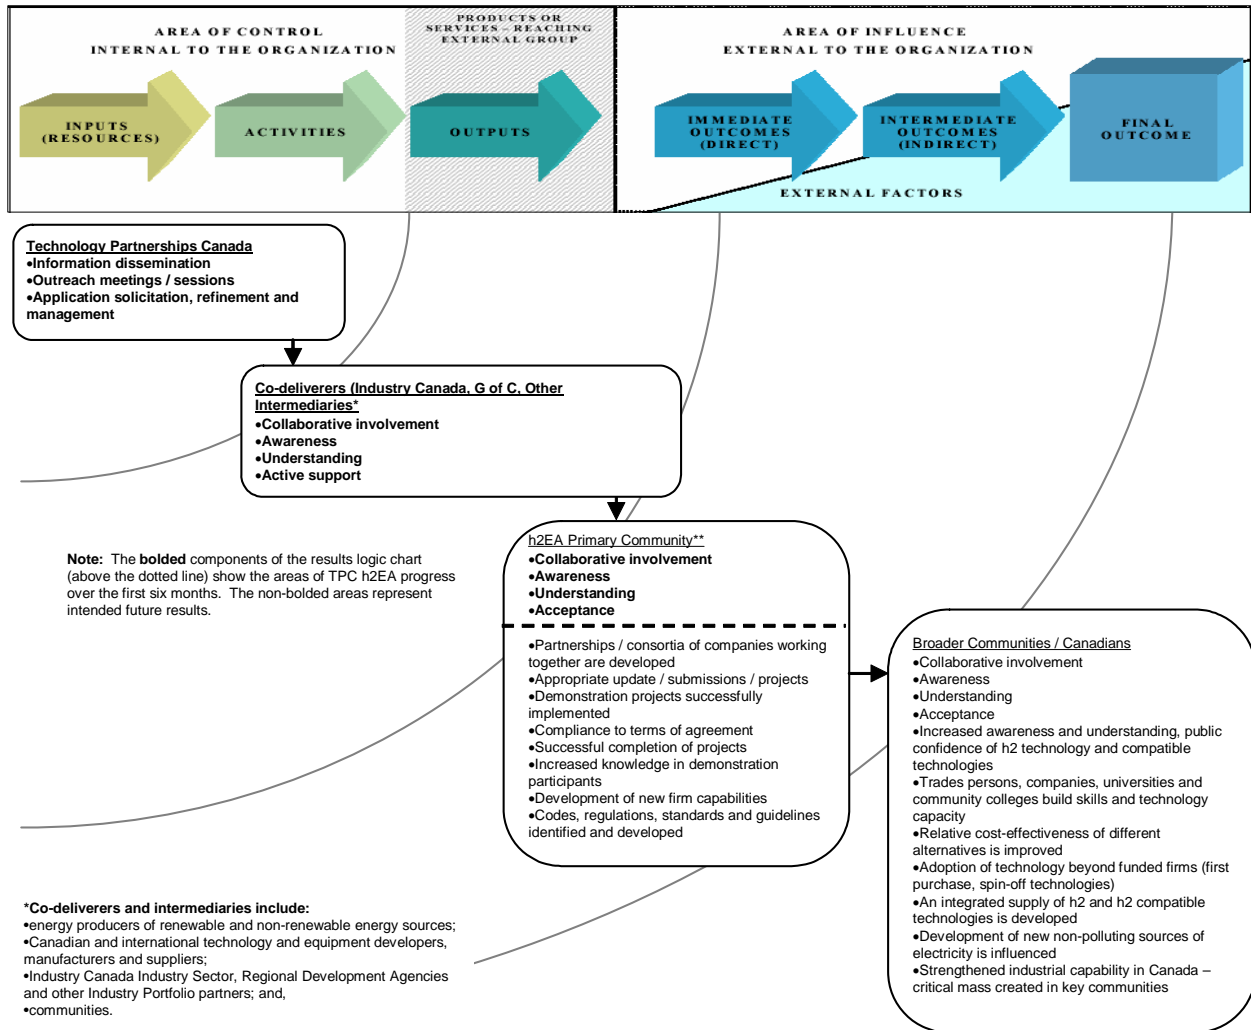 AREA OF CONTROL
INTERNAL TO THE ORGANIZATION
PRODUCTS OR
SERVICES – REACHING
EXTERNAL GROUP
AREA OF INFLUENCE
EXTERNAL TO THE ORGANIZATION
INPUTS
(RESOURCES)
ACTIVITIES
OUTPUTS
IMMEDIATE
OUTCOMES
(DIRECT)
INTERMEDIATE
OUTCOMES
(INDIRECT)
FINAL
OUTCOME
EXTERNAL FACTORS
Technology Partnerships Canada
•Information dissemination
•Outreach meetings / sessions
•Application solicitation, refinement and
management
Co-deliverers (Industry Canada, G of C, Other
Intermediaries*
•Collaborative involvement
•Awareness
•Understanding
•Active support
Note: The bolded components of the results logic chart
(above the dotted line) show the areas of TPC h2EA progress
over the first six months. The non-bolded areas represent
intended future results.
h2EA Primary Community**
•Collaborative involvement
•Awareness
•Understanding
•Acceptance
•Partnerships / consortia of companies working
together are developed
•Appropriate update / submissions / projects
•Demonstration projects successfully
implemented
•Compliance to terms of agreement
•Successful completion of projects
•Increased knowledge in demonstration
participants
•Development of new firm capabilities
•Codes, regulations, standards and guidelines
identified and developed
Broader Communities / Canadians
•Collaborative involvement
•Awareness
•Understanding
•Acceptance
•Increased awareness and understanding, public
confidence of h2 technology and compatible
technologies
•Trades persons, companies, universities and
community colleges build skills and technology
capacity
•Relative cost-effectiveness of different
alternatives is improved
•Adoption of technology beyond funded firms (first
purchase, spin-off technologies)
•An integrated supply of h2 and h2 compatible
technologies is developed
•Development of new non-polluting sources of
electricity is influenced
•Strengthened industrial capability in Canada –
critical mass created in key communities
*Co-deliverers and intermediaries include:
•energy producers of renewable and non-renewable energy sources;
•Canadian and international technology and equipment developers,
manufacturers and suppliers;
•Industry Canada Industry Sector, Regional Development Agencies
and other Industry Portfolio partners; and,
•communities.